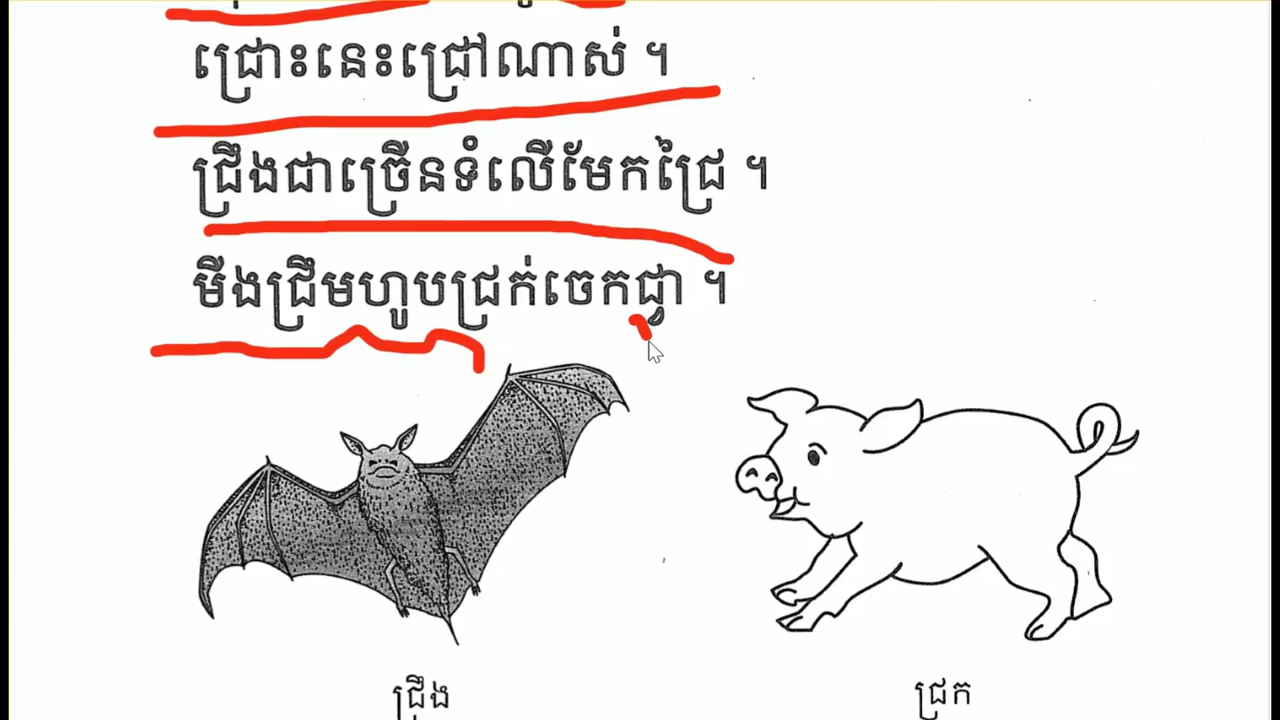 ជ្រោះនេះជ្រៅណាស់ ។
ជ្រឹងជាច្រើនទំលើមែកជ្រៃ ។
មីងជ្រឹមហូបជ្រក់ចេកជ្វា ។
ជ្រឹង
ជ្រក